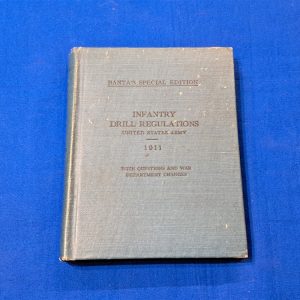 BANTA'S SPECIAL EDITION
INFANTRY
DRILL REGULATIONS
UNITED STATES ARMY
1911
WITH QUESTIONS AND WAR
DEPARTMENT CHANGES